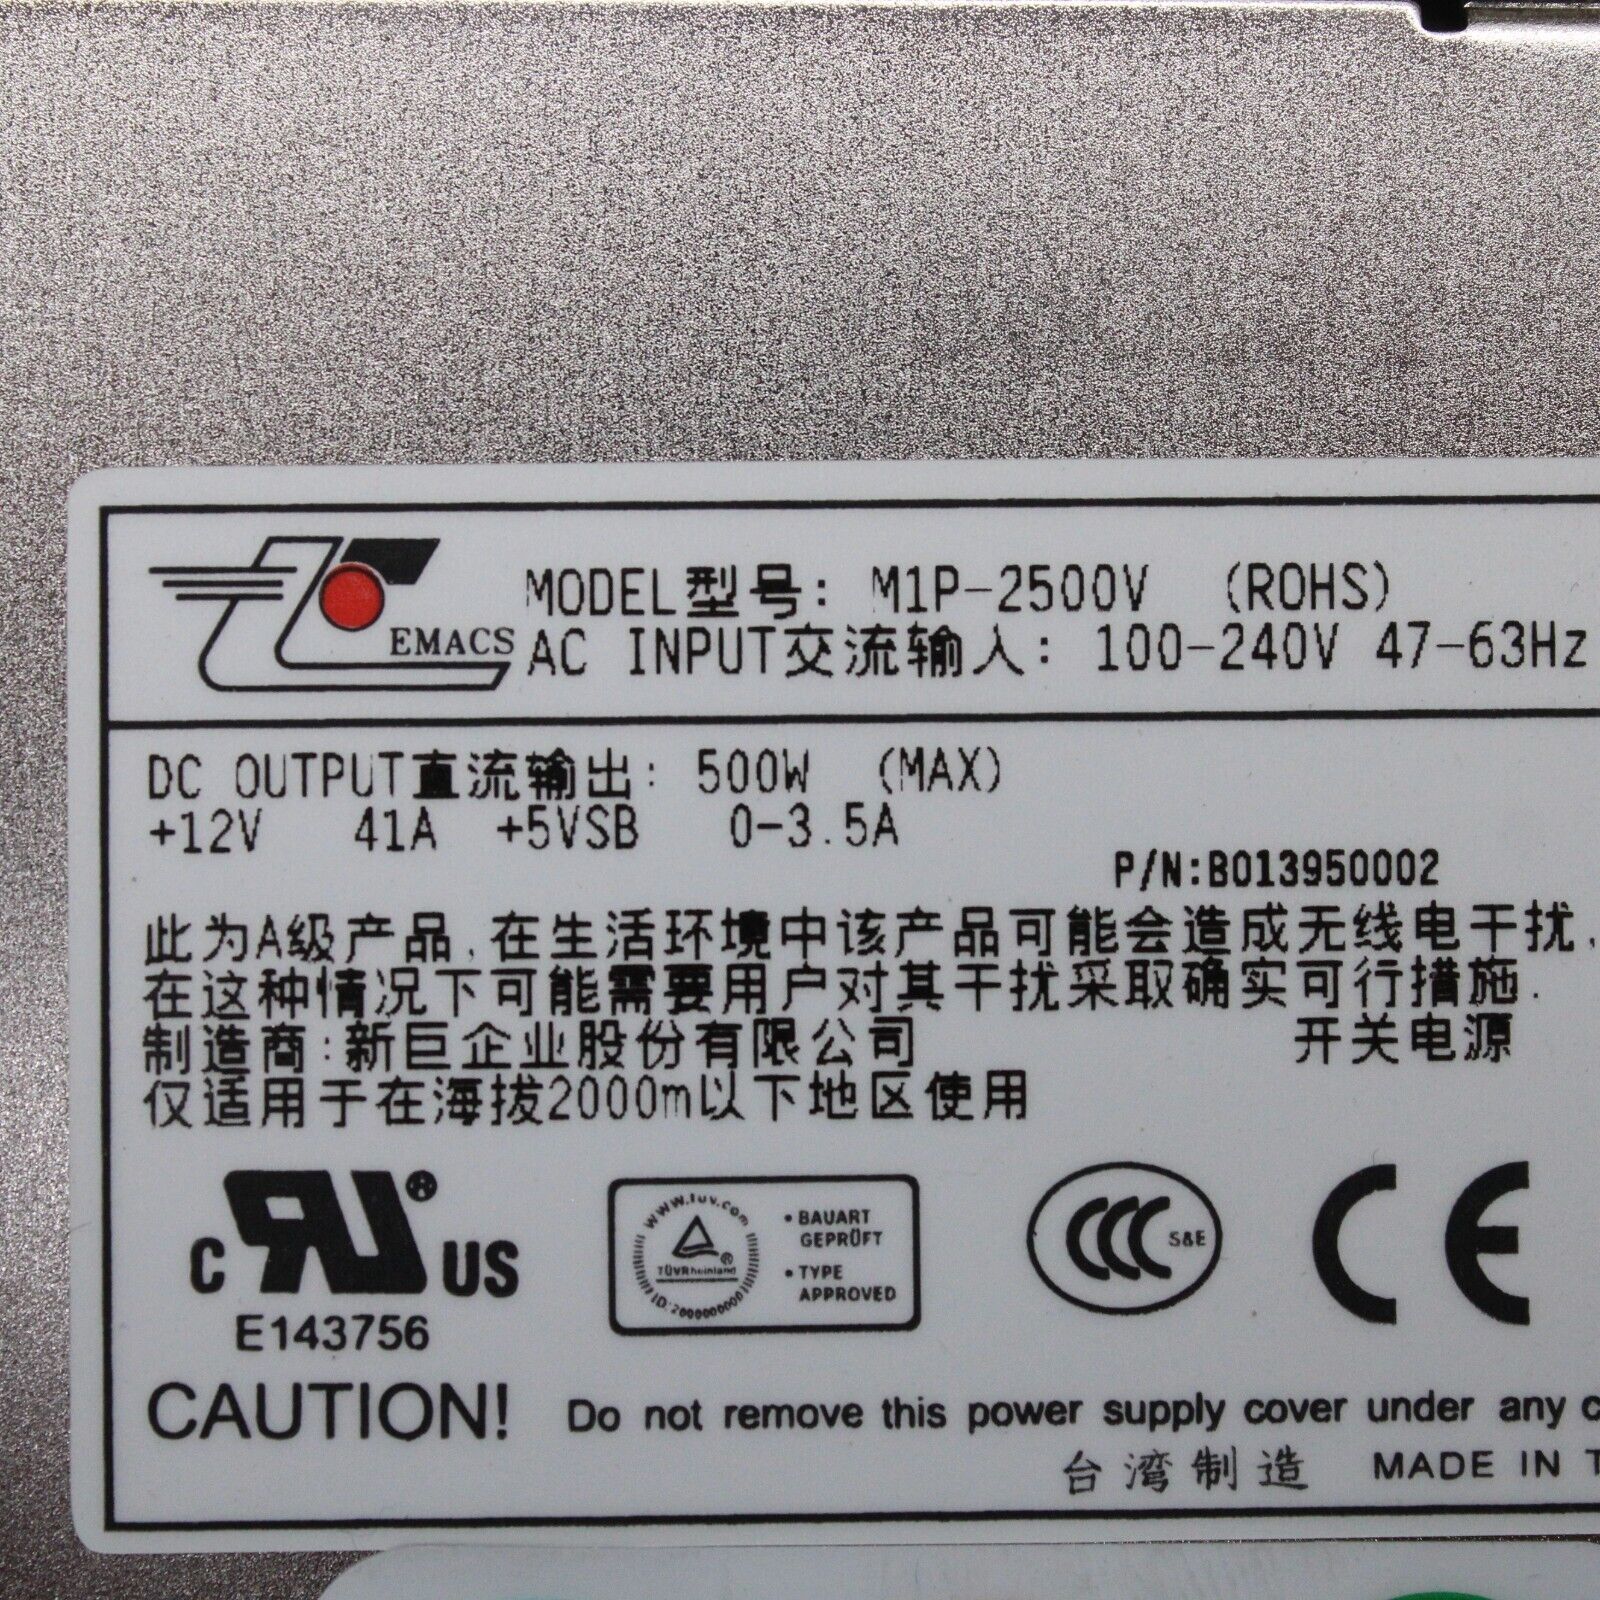 EMACS
MODEL型号: M1P-2500V (ROHS)
AC INPUT交流输入: 100-240V 47-63Hz
DC OUTPUT直流输出: 500W (MAX)
+12V 41A +5VSB 0-3.5A
P/N:B013950002
此为A级产品,在生活环境中该产品可能会造成无线电干扰,
在这种情况下可能需要用户对其干扰采取确实可行措施.
制造商:新巨企业股份有限公司 开关电源
仅适用于在海拔2000m以下地区使用
c RU ® US
E143756
www.tuv.com
TÜVRheinland ®
ID:2000000000
• BAUART
GEPRÜFT
• TYPE
APPROVED
CCC S&E
CE
CAUTION! Do not remove this power supply cover under any
台湾制造 MADE IN